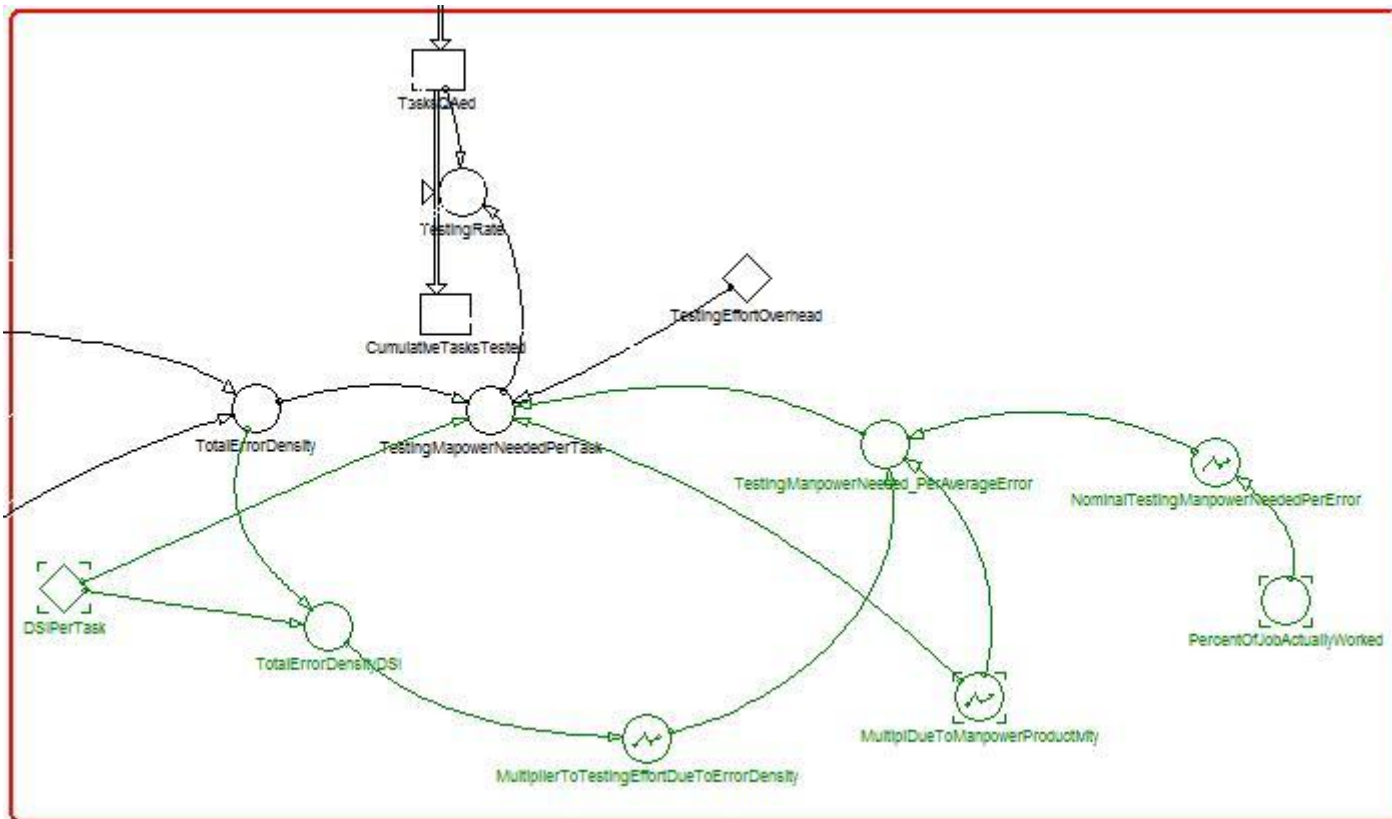 TasksQAed
TestingRate
TestingEffortOverhead
CumulativeTasksTested
TotalErrorDensity
TestingMapowerNeededPerTask
TestingManpowerNeeded_PerAverageError
NominalTestingManpowerNeededPerError
DSIPerTask
PercentOfJobActuallyWorked
TotalErrorDensityDSI
MultiplDueToManpowerProductivity
MultiplierToTestingEffortDueToErrorDensity